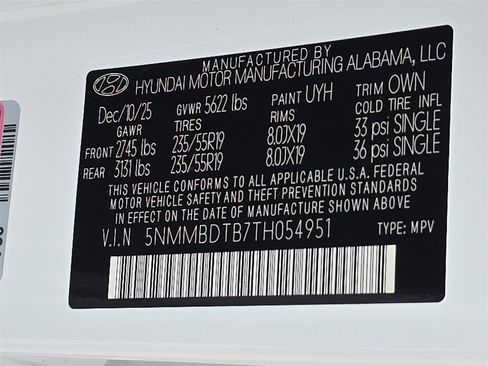 MANUFACTURED BY
HYUNDAI MOTOR MANUFACTURING ALABAMA, LLC
Dec/10/25 GVWR 5622 lbs PAINT UYH TRIM OWN
GAWR TIRES RIMS COLD TIRE INFL
FRONT 2745 lbs 235/55R19 8.0JX19 33 psi SINGLE
REAR 3131 lbs 235/55R19 8.0JX19 36 psi SINGLE
THIS VEHICLE CONFORMS TO ALL APPLICABLE U.S.A. FEDERAL
MOTOR VEHICLE SAFETY AND THEFT PREVENTION STANDARDS
IN EFFECT ON THE DATE OF MANUFACTURE SHOWN ABOVE.
V.I.N 5NMMBDTB7TH054951 TYPE: MPV